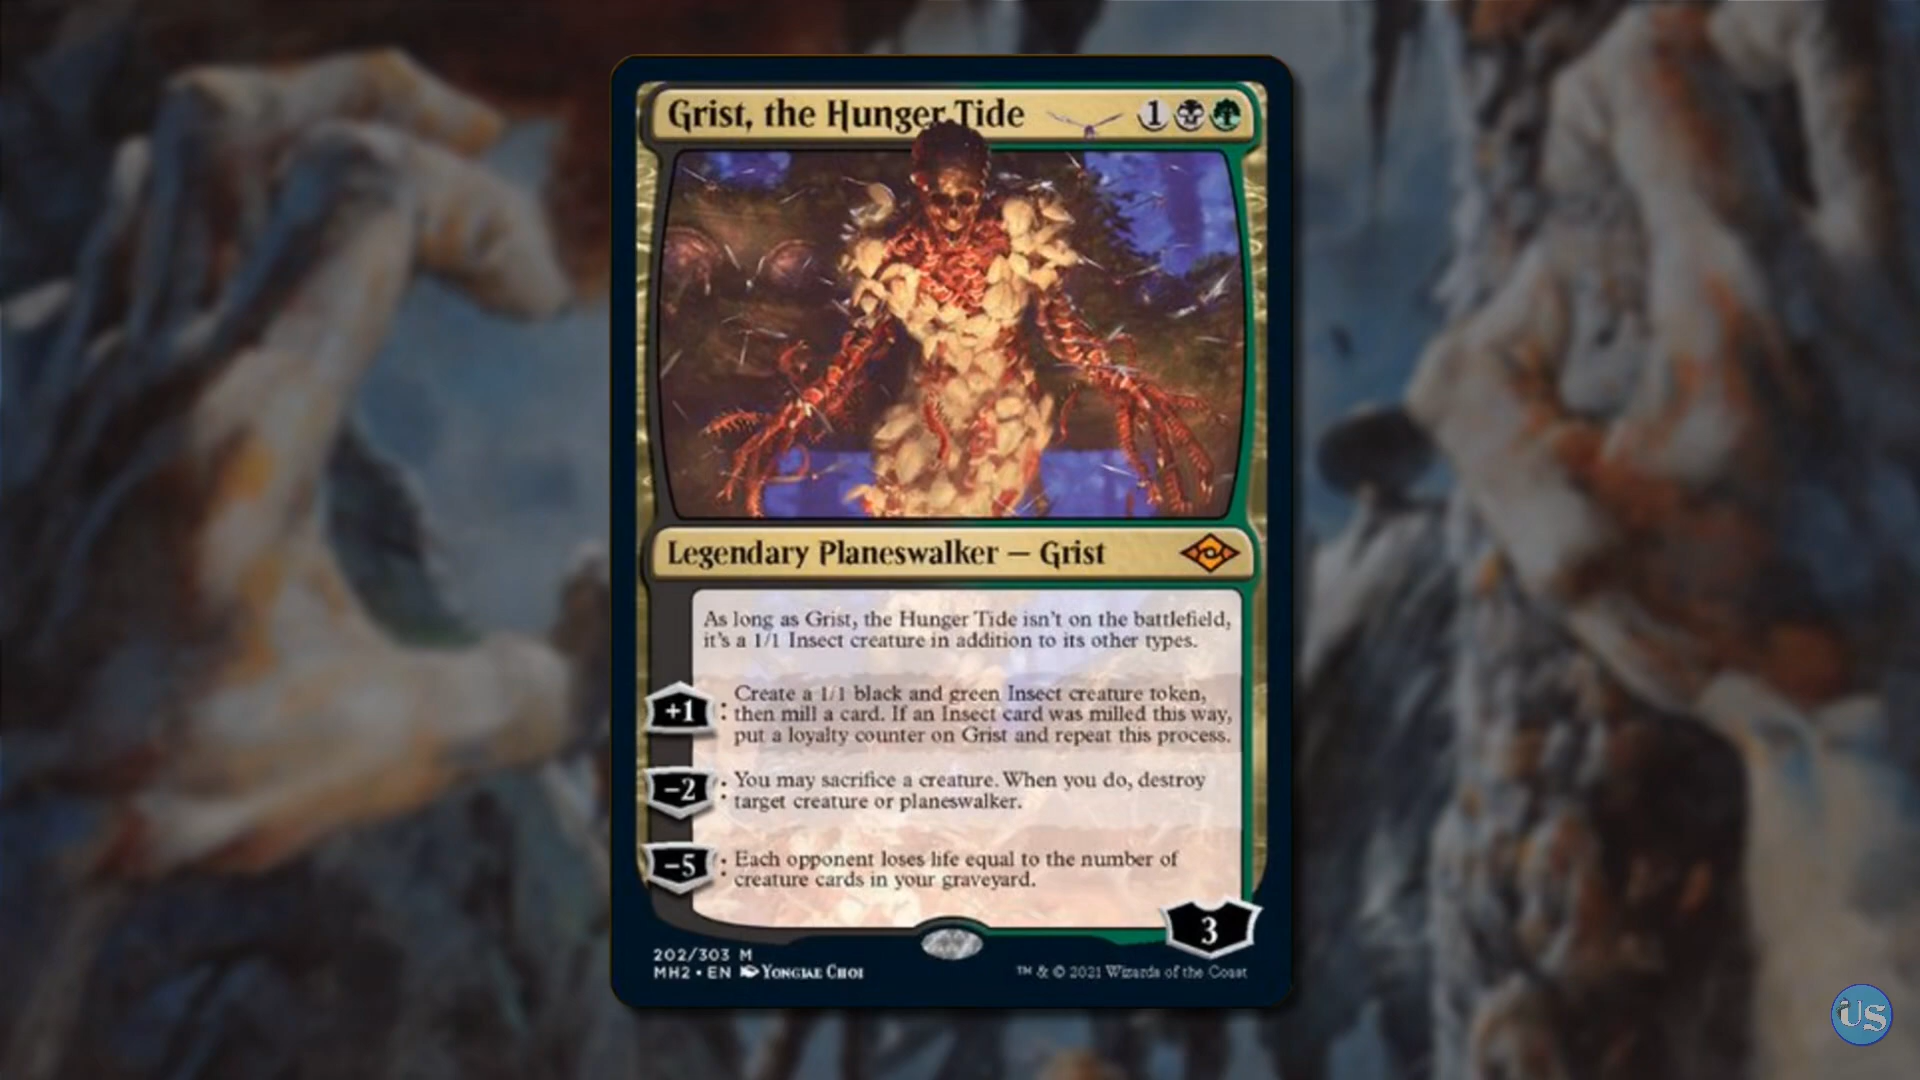 Grist, the Hunger Tide 1
Legendary Planeswalker — Grist
As long as Grist, the Hunger Tide isn't on the battlefield,
it's a 1/1 Insect creature in addition to its other types.
+1: Create a 1/1 black and green Insect creature token,
then mill a card. If an Insect card was milled this way,
put a loyalty counter on Grist and repeat this process.
−2: You may sacrifice a creature. When you do, destroy
target creature or planeswalker.
−5: Each opponent loses life equal to the number of
creature cards in your graveyard.
3
202/303 M
MH2 • EN Yongjae Choi
™ & © 2021 Wizards of the Coast
US